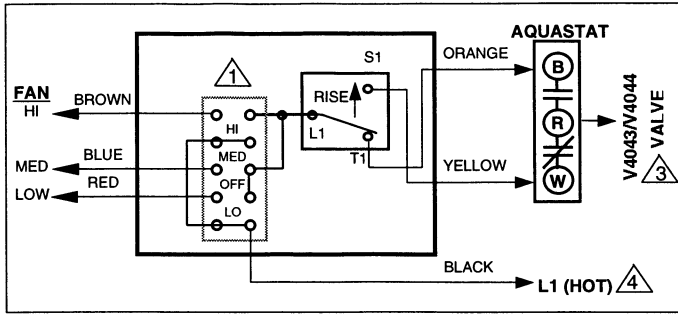 AQUASTAT
ORANGE
S1
B
1
FAN
HI
BROWN
RISE
HI
L1
R
V4043/V4044
VALVE
3
MED
BLUE
MED
T1
YELLOW
LOW
RED
OFF
W
LO
BLACK
L1 (HOT)
4